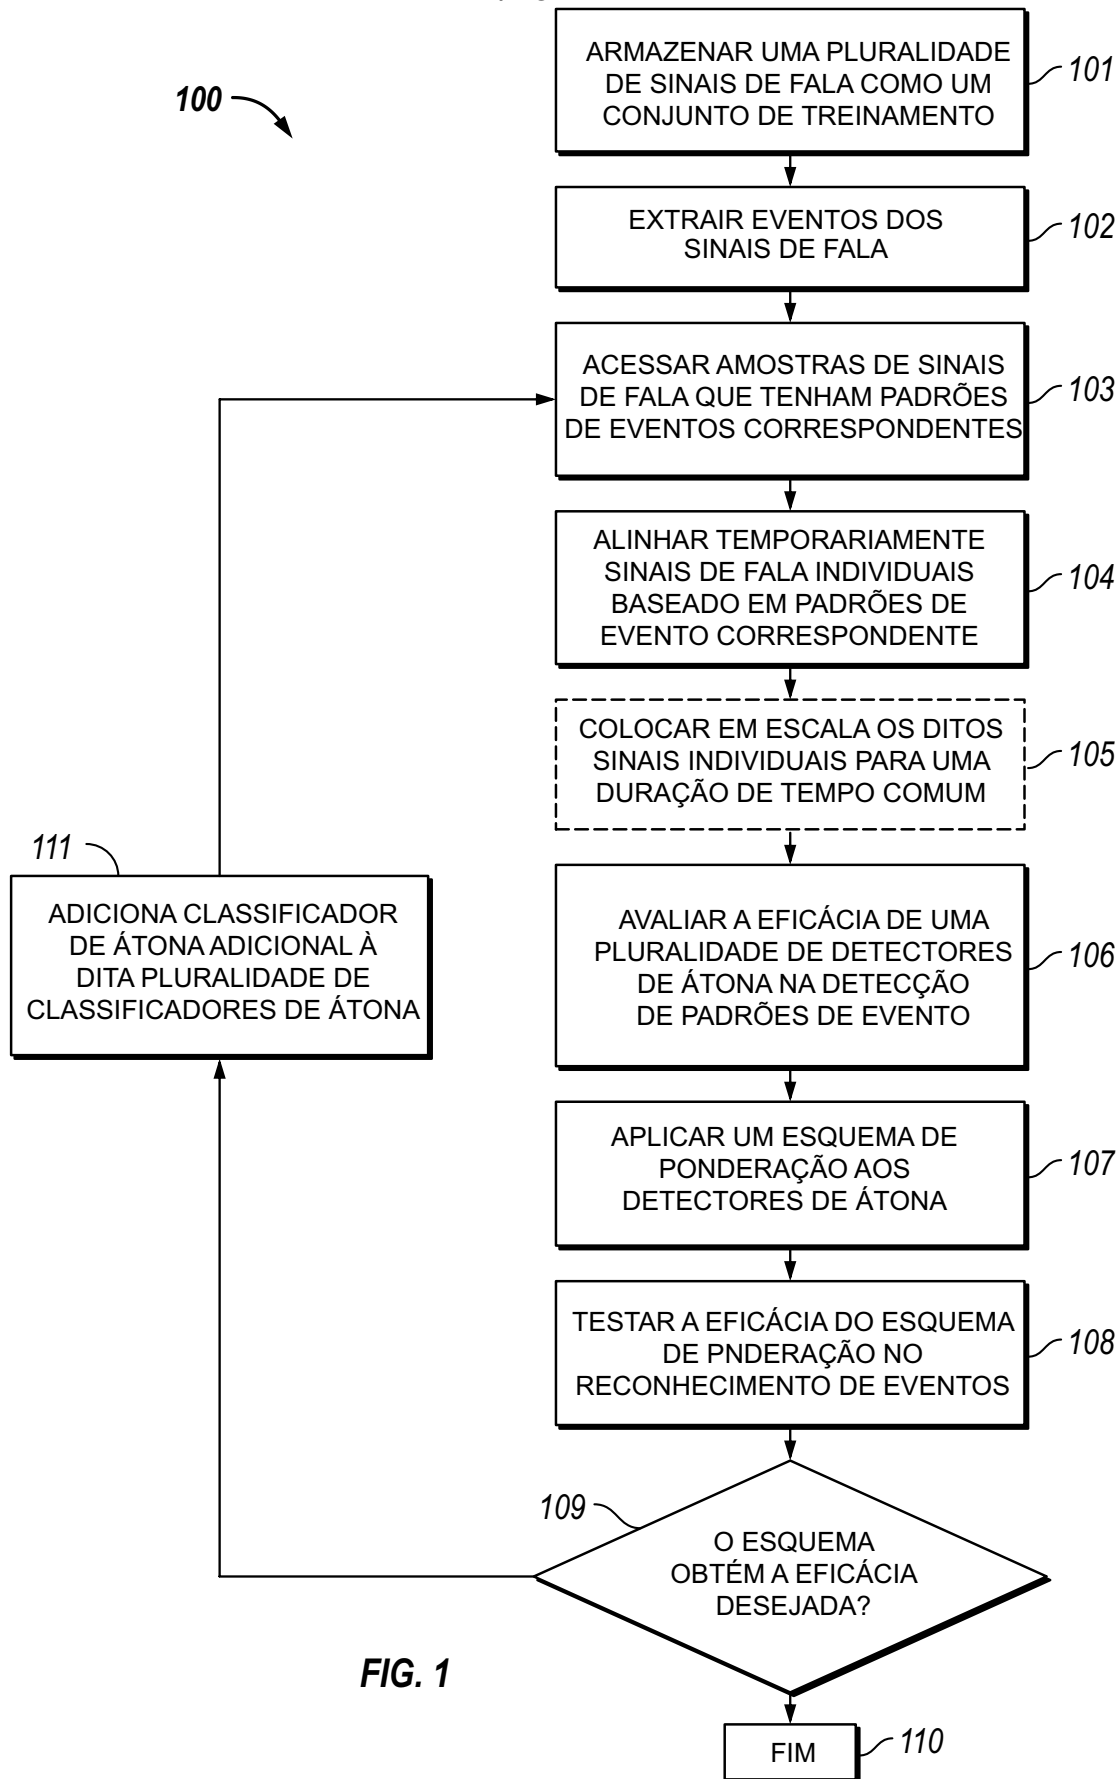 100
ARMAZENAR UMA PLURALIDADE
DE SINAIS DE FALA COMO UM
CONJUNTO DE TREINAMENTO
101
EXTRAIR EVENTOS DOS
SINAIS DE FALA
102
ACESSAR AMOSTRAS DE SINAIS
DE FALA QUE TENHAM PADRÕES
DE EVENTOS CORRESPONDENTES
103
ALINHAR TEMPORARIAMENTE
SINAIS DE FALA INDIVIDUAIS
BASEADO EM PADRÕES DE
EVENTO CORRESPONDENTE
104
COLOCAR EM ESCALA OS DITOS
SINAIS INDIVIDUAIS PARA UMA
DURAÇÃO DE TEMPO COMUM
105
111
ADICIONA CLASSIFICADOR
DE ÁTONA ADICIONAL À
DITA PLURALIDADE DE
CLASSIFICADORES DE ÁTONA
AVALIAR A EFICÁCIA DE UMA
PLURALIDADE DE DETECTORES
DE ÁTONA NA DETECÇÃO
DE PADRÕES DE EVENTO
106
APLICAR UM ESQUEMA DE
PONDERAÇÃO AOS
DETECTORES DE ÁTONA
107
TESTAR A EFICÁCIA DO ESQUEMA
DE PNDERAÇÃO NO
RECONHECIMENTO DE EVENTOS
108
109
O ESQUEMA
OBTÉM A EFICÁCIA
DESEJADA?
FIG. 1
FIM
110